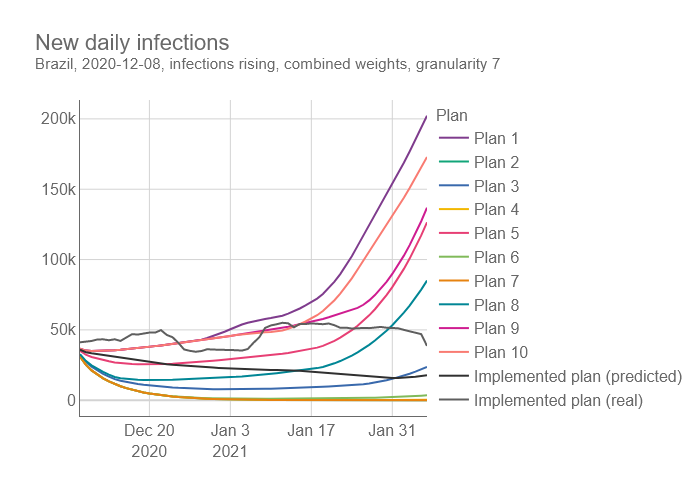 New daily infections
Brazil, 2020-12-08, infections rising, combined weights, granularity 7
200k
150k
100k
50k
0
Dec 20
2020
Jan 3
2021
Jan 17
Jan 31
Plan
Plan 1
Plan 2
Plan 3
Plan 4
Plan 5
Plan 6
Plan 7
Plan 8
Plan 9
Plan 10
Implemented plan (predicted)
Implemented plan (real)